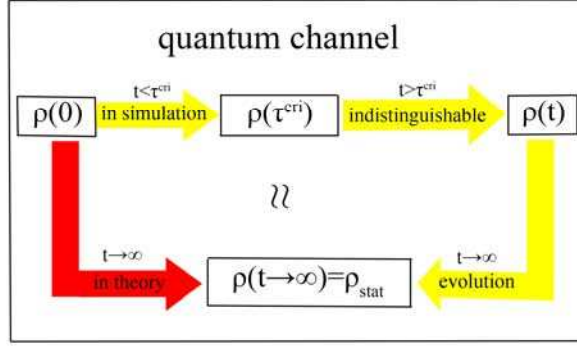 quantum channel
t<τᶜʳⁱ
t>τᶜʳⁱ
ρ(0)
in simulation
ρ(τᶜʳⁱ)
indistinguishable
ρ(t)
≈
t→∞
t→∞
in theory
ρ(t→∞)=ρstat
evolution